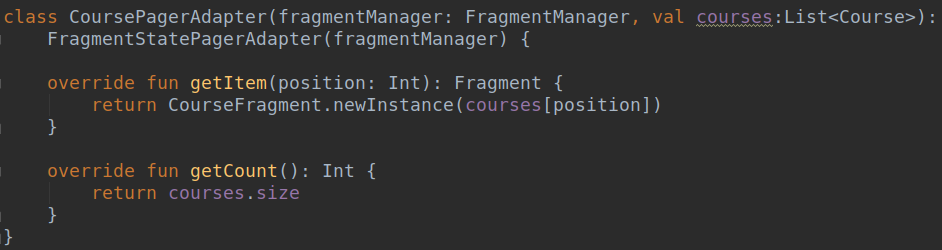 class CoursePagerAdapter(fragmentManager: FragmentManager, val courses:List<Course>):
    FragmentStatePagerAdapter(fragmentManager) {

    override fun getItem(position: Int): Fragment {
        return CourseFragment.newInstance(courses[position])
    }

    override fun getCount(): Int {
        return courses.size
    }
}